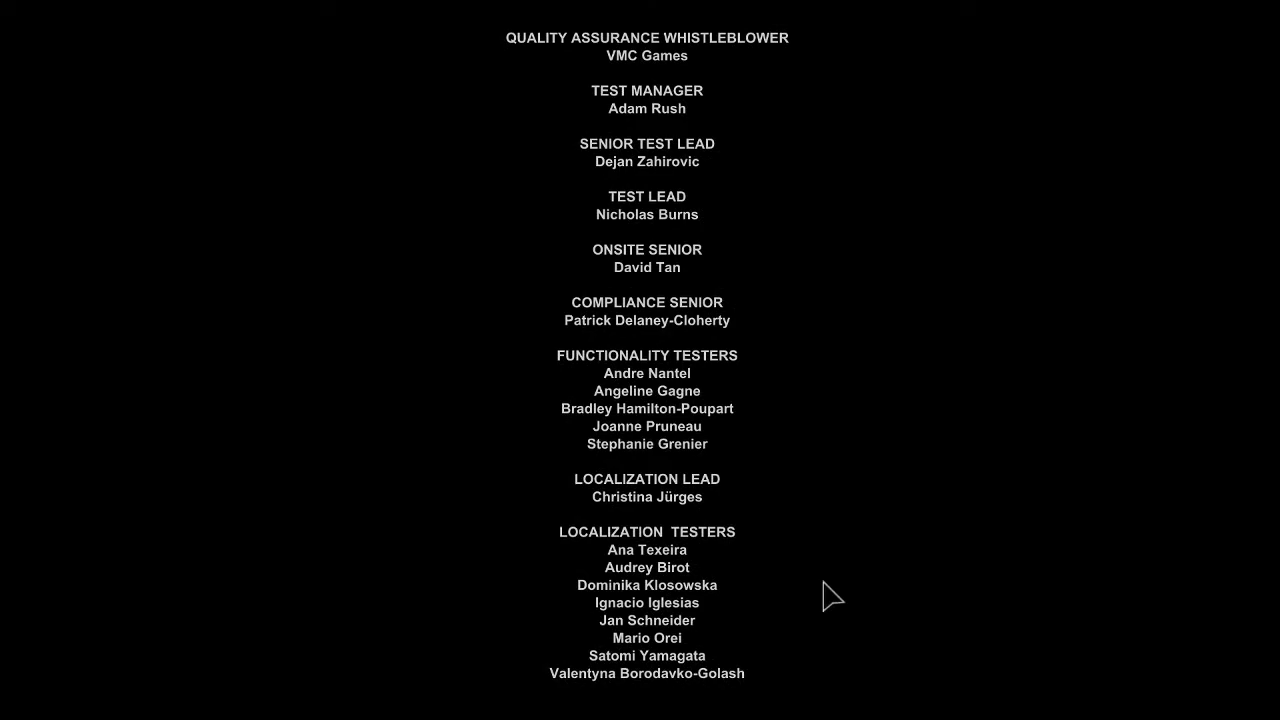 QUALITY ASSURANCE WHISTLEBLOWER
VMC Games
TEST MANAGER
Adam Rush
SENIOR TEST LEAD
Dejan Zahirovic
TEST LEAD
Nicholas Burns
ONSITE SENIOR
David Tan
COMPLIANCE SENIOR
Patrick Delaney-Cloherty
FUNCTIONALITY TESTERS
Andre Nantel
Angeline Gagne
Bradley Hamilton-Poupart
Joanne Pruneau
Stephanie Grenier
LOCALIZATION LEAD
Christina Jürges
LOCALIZATION  TESTERS
Ana Texeira
Audrey Birot
Dominika Klosowska
Ignacio Iglesias
Jan Schneider
Mario Orei
Satomi Yamagata
Valentyna Borodavko-Golash